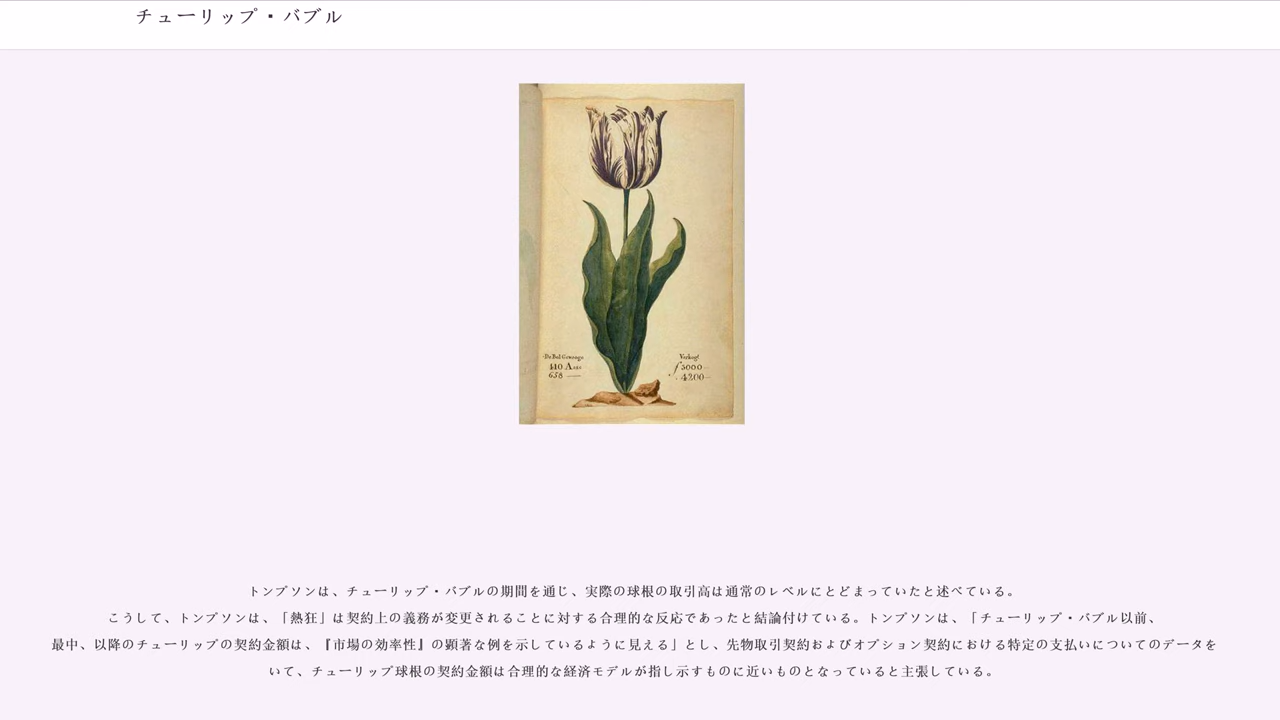 チューリップ・バブル
De Bol Gewooge
440 Aase
658
Verkogt
f 3000
4200
トンプソンは、チューリップ・バブルの期間を通じ、実際の球根の取引高は通常のレベルにとどまっていたと述べている。
こうして、トンプソンは、「熱狂」は契約上の義務が変更されることに対する合理的な反応であったと結論付けている。トンプソンは、「チューリップ・バブル以前、
最中、以降のチューリップの契約金額は、『市場の効率性』の顕著な例を示しているように見える」とし、先物取引契約およびオプション契約における特定の支払いについてのデータを
いて、チューリップ球根の契約金額は合理的な経済モデルが指し示すものに近いものとなっていると主張している。